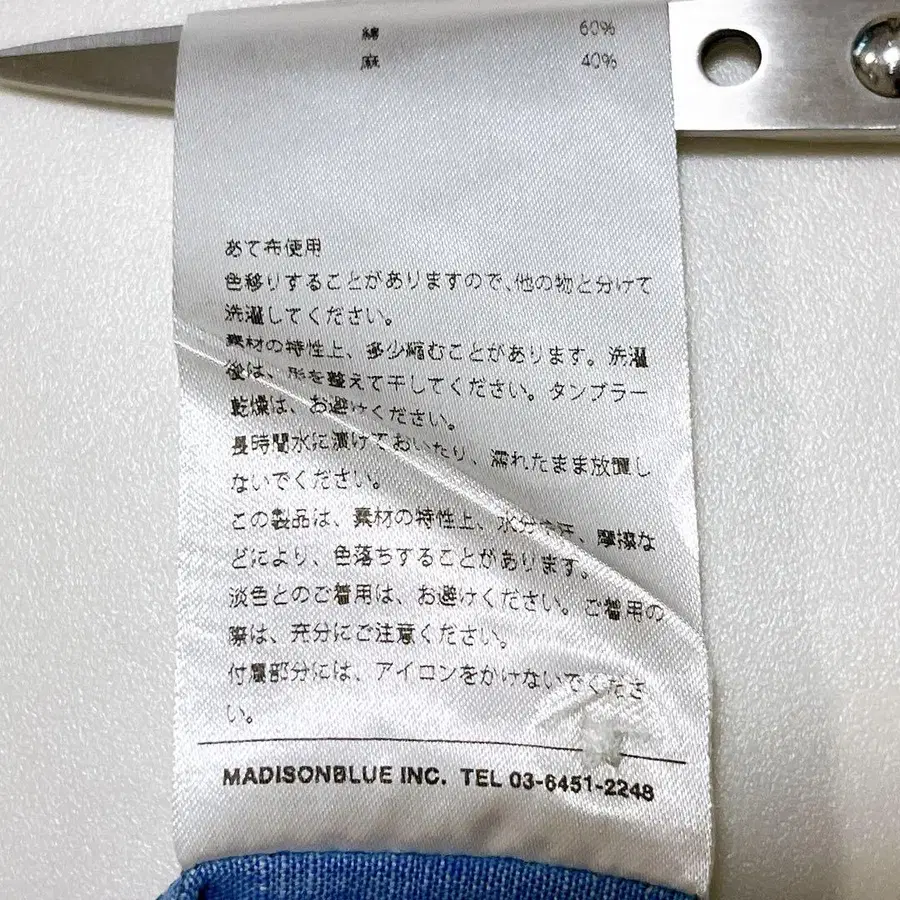 綿 60%
麻 40%
あて布使用
色移りすることがありますので、他の物と分けて
洗濯してください。
素材の特性上、多少縮むことがあります。洗濯
後は、形を整えて干してください。タンブラー
乾燥は、お避けください。
長時間水に漬けておいたり、濡れたまま放置し
ないでください。
この製品は、素材の特性上、水分や汗、摩擦な
どにより、色落ちすることがあります。
淡色とのご着用は、お避けください。ご着用の
際は、充分にご注意ください。
付属部分には、アイロンをかけないでくださ
い。
MADISONBLUE INC. TEL 03-6451-2248